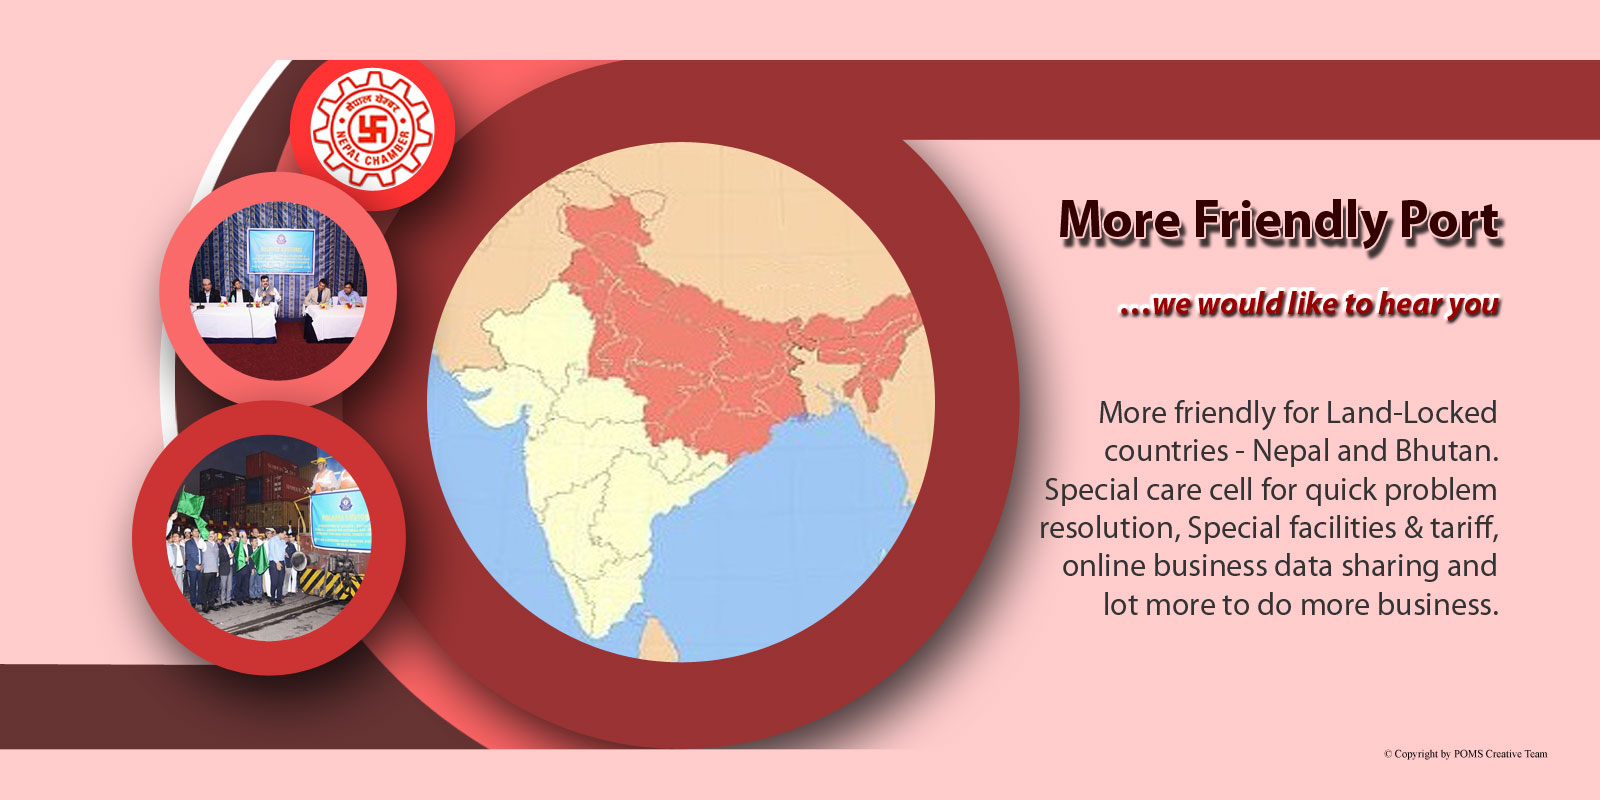 नेपाल चेम्बर
NEPAL CHAMBER
More Friendly Port
...we would like to hear you
More friendly for Land-Locked
countries - Nepal and Bhutan.
Special care cell for quick problem
resolution, Special facilities & tariff,
online business data sharing and
lot more to do more business.
© Copyright by POMS Creative Team